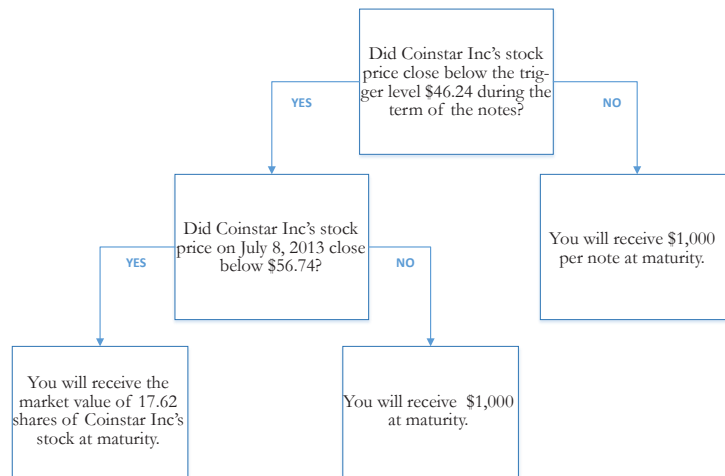 Did Coinstar Inc's stock
price close below the trig-
ger level $46.24 during the
term of the notes?
YES
NO
Did Coinstar Inc's stock
price on July 8, 2013 close
below $56.74?
You will receive $1,000
per note at maturity.
YES
NO
You will receive the
market value of 17.62
shares of Coinstar Inc's
stock at maturity.
You will receive $1,000
at maturity.